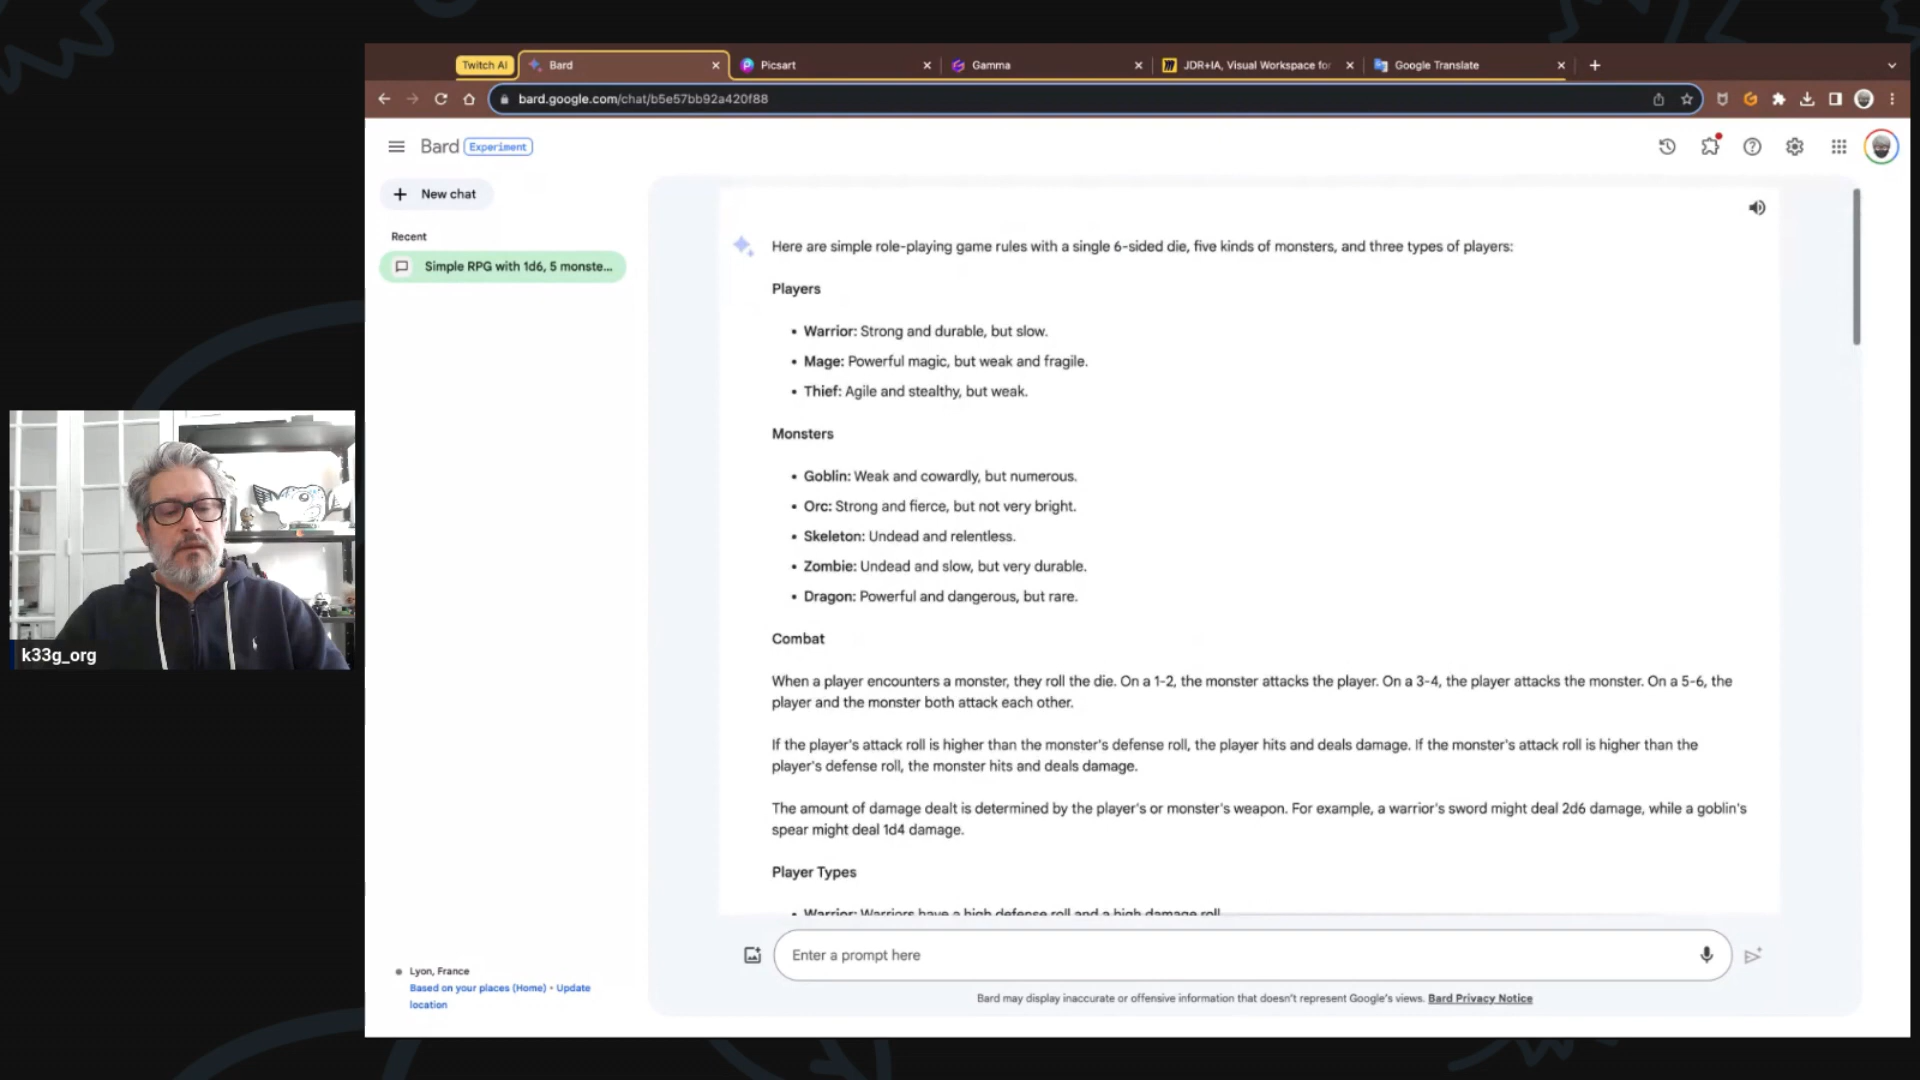 Twitch AI
Bard
Picsart
Gamma
JDR+IA, Visual Workspace for
Google Translate
bard.google.com/chat/b5e57bb92a420f88
Bard Experiment
New chat
Recent
Simple RPG with 1d6, 5 monste...
Here are simple role-playing game rules with a single 6-sided die, five kinds of monsters, and three types of players:
Players
• Warrior: Strong and durable, but slow.
• Mage: Powerful magic, but weak and fragile.
• Thief: Agile and stealthy, but weak.
Monsters
• Goblin: Weak and cowardly, but numerous.
• Orc: Strong and fierce, but not very bright.
• Skeleton: Undead and relentless.
• Zombie: Undead and slow, but very durable.
• Dragon: Powerful and dangerous, but rare.
Combat
When a player encounters a monster, they roll the die. On a 1-2, the monster attacks the player. On a 3-4, the player attacks the monster. On a 5-6, the
player and the monster both attack each other.
If the player's attack roll is higher than the monster's defense roll, the player hits and deals damage. If the monster's attack roll is higher than the
player's defense roll, the monster hits and deals damage.
The amount of damage dealt is determined by the player's or monster's weapon. For example, a warrior's sword might deal 2d6 damage, while a goblin's
spear might deal 1d4 damage.
Player Types
• Warrior: Warriors have a high defense roll and a high damage roll
Enter a prompt here
Bard may display inaccurate or offensive information that doesn't represent Google's views. Bard Privacy Notice
Lyon, France
Based on your places (Home) • Update
location
k33g_org